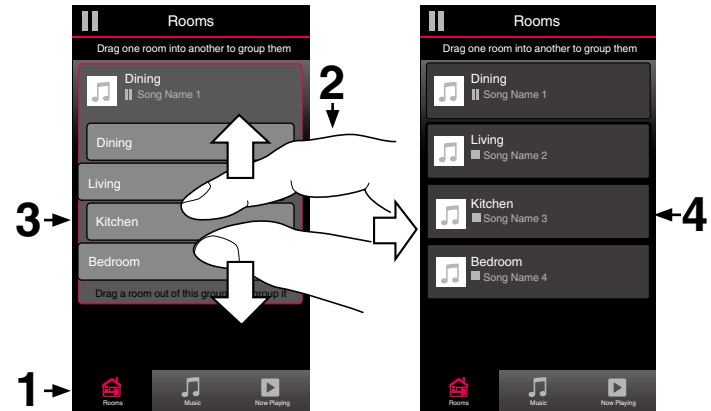 Rooms
Drag one room into another to group them
Dining
Song Name 1
Dining
Living
Kitchen
Bedroom
Drag a room out of this group it
Rooms
Music
Now Playing
1
2
3
Rooms
Drag one room into another to group them
Dining
Song Name 1
Living
Song Name 2
Kitchen
Song Name 3
Bedroom
Song Name 4
Rooms
Music
Now Playing
4